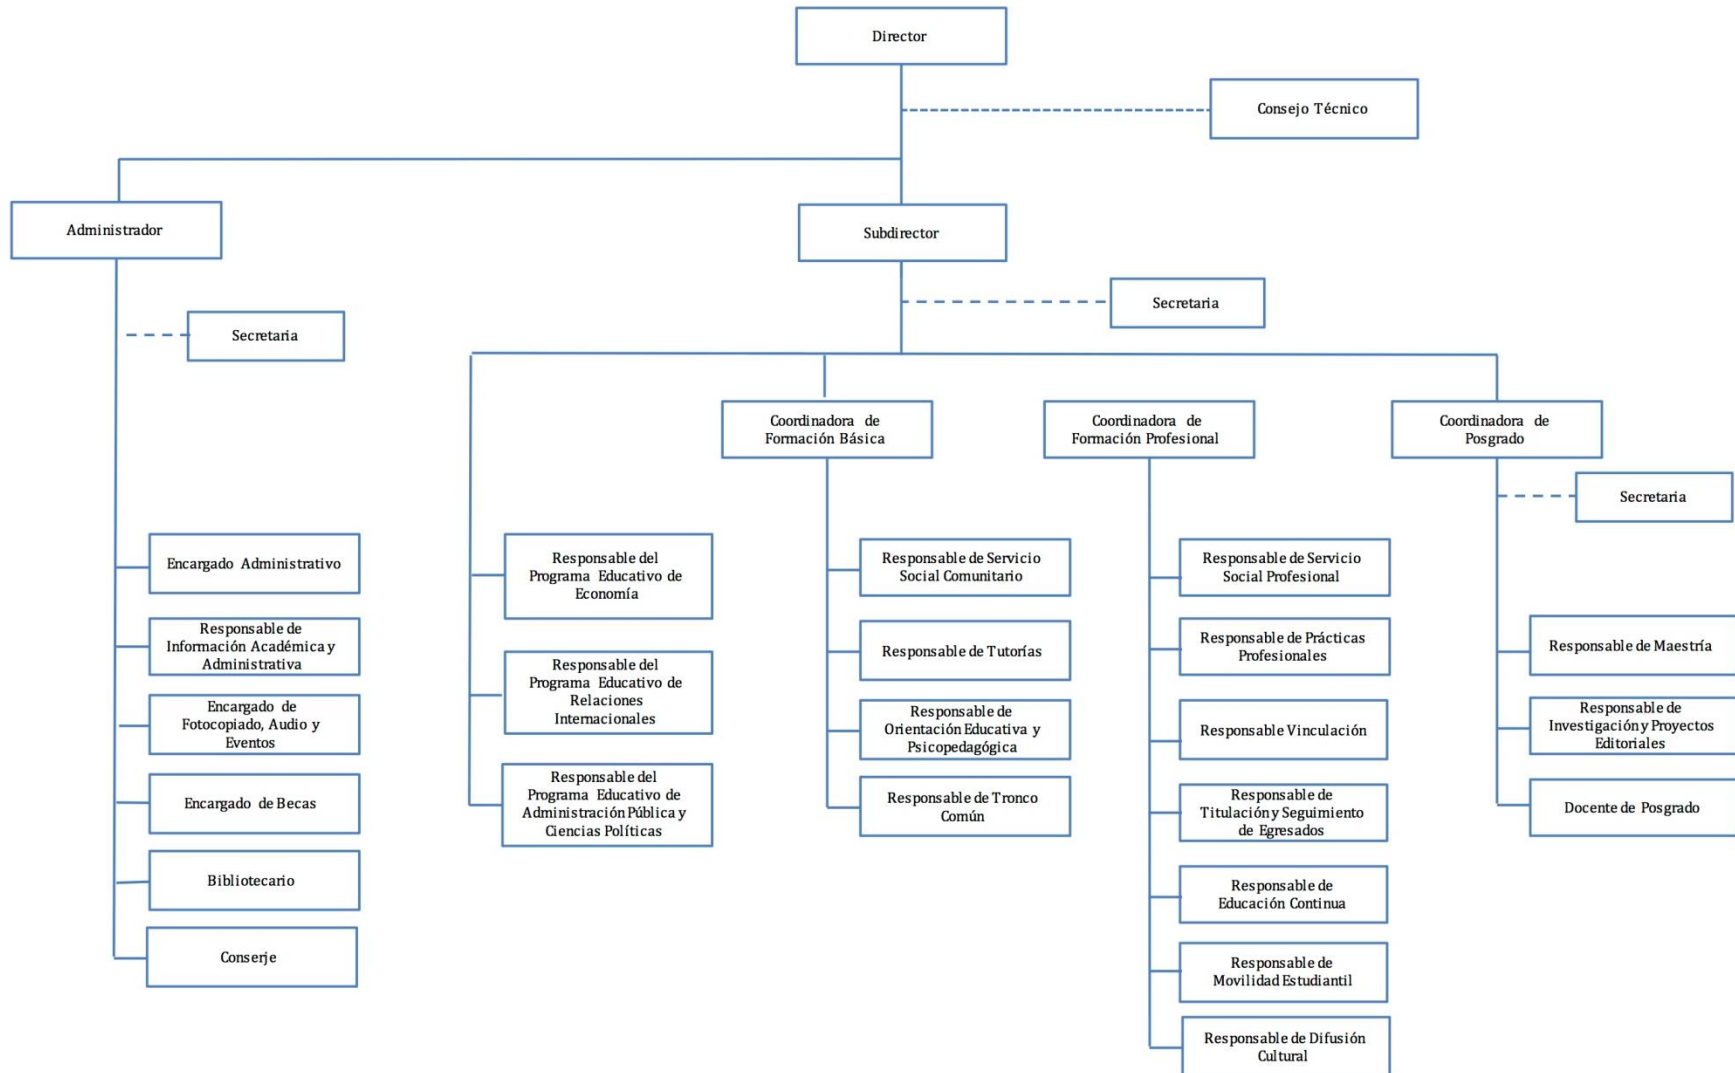 Director
Consejo Técnico
Administrador
Subdirector
Secretaria
Secretaria
Coordinadora de
Formación Básica
Coordinadora de
Formación Profesional
Coordinadora de
Posgrado
Secretaria
Encargado Administrativo
Responsable de
Información Académica y
Administrativa
Encargado de
Fotocopiado, Audio y
Eventos
Encargado de Becas
Bibliotecario
Conserje
Responsable del
Programa Educativo de
Economía
Responsable del
Programa Educativo de
Relaciones
Internacionales
Responsable del
Programa Educativo de
Administración Pública y
Ciencias Políticas
Responsable de Servicio
Social Comunitario
Responsable de Tutorías
Responsable de
Orientación Educativa y
Psicopedagógica
Responsable de Tronco
Común
Responsable de Servicio
Social Profesional
Responsable de Prácticas
Profesionales
Responsable Vinculación
Responsable de
Titulación y Seguimiento
de Egresados
Responsable de
Educación Continua
Responsable de
Movilidad Estudiantil
Responsable de Difusión
Cultural
Responsable de Maestría
Responsable de
Investigación y Proyectos
Editoriales
Docente de Posgrado